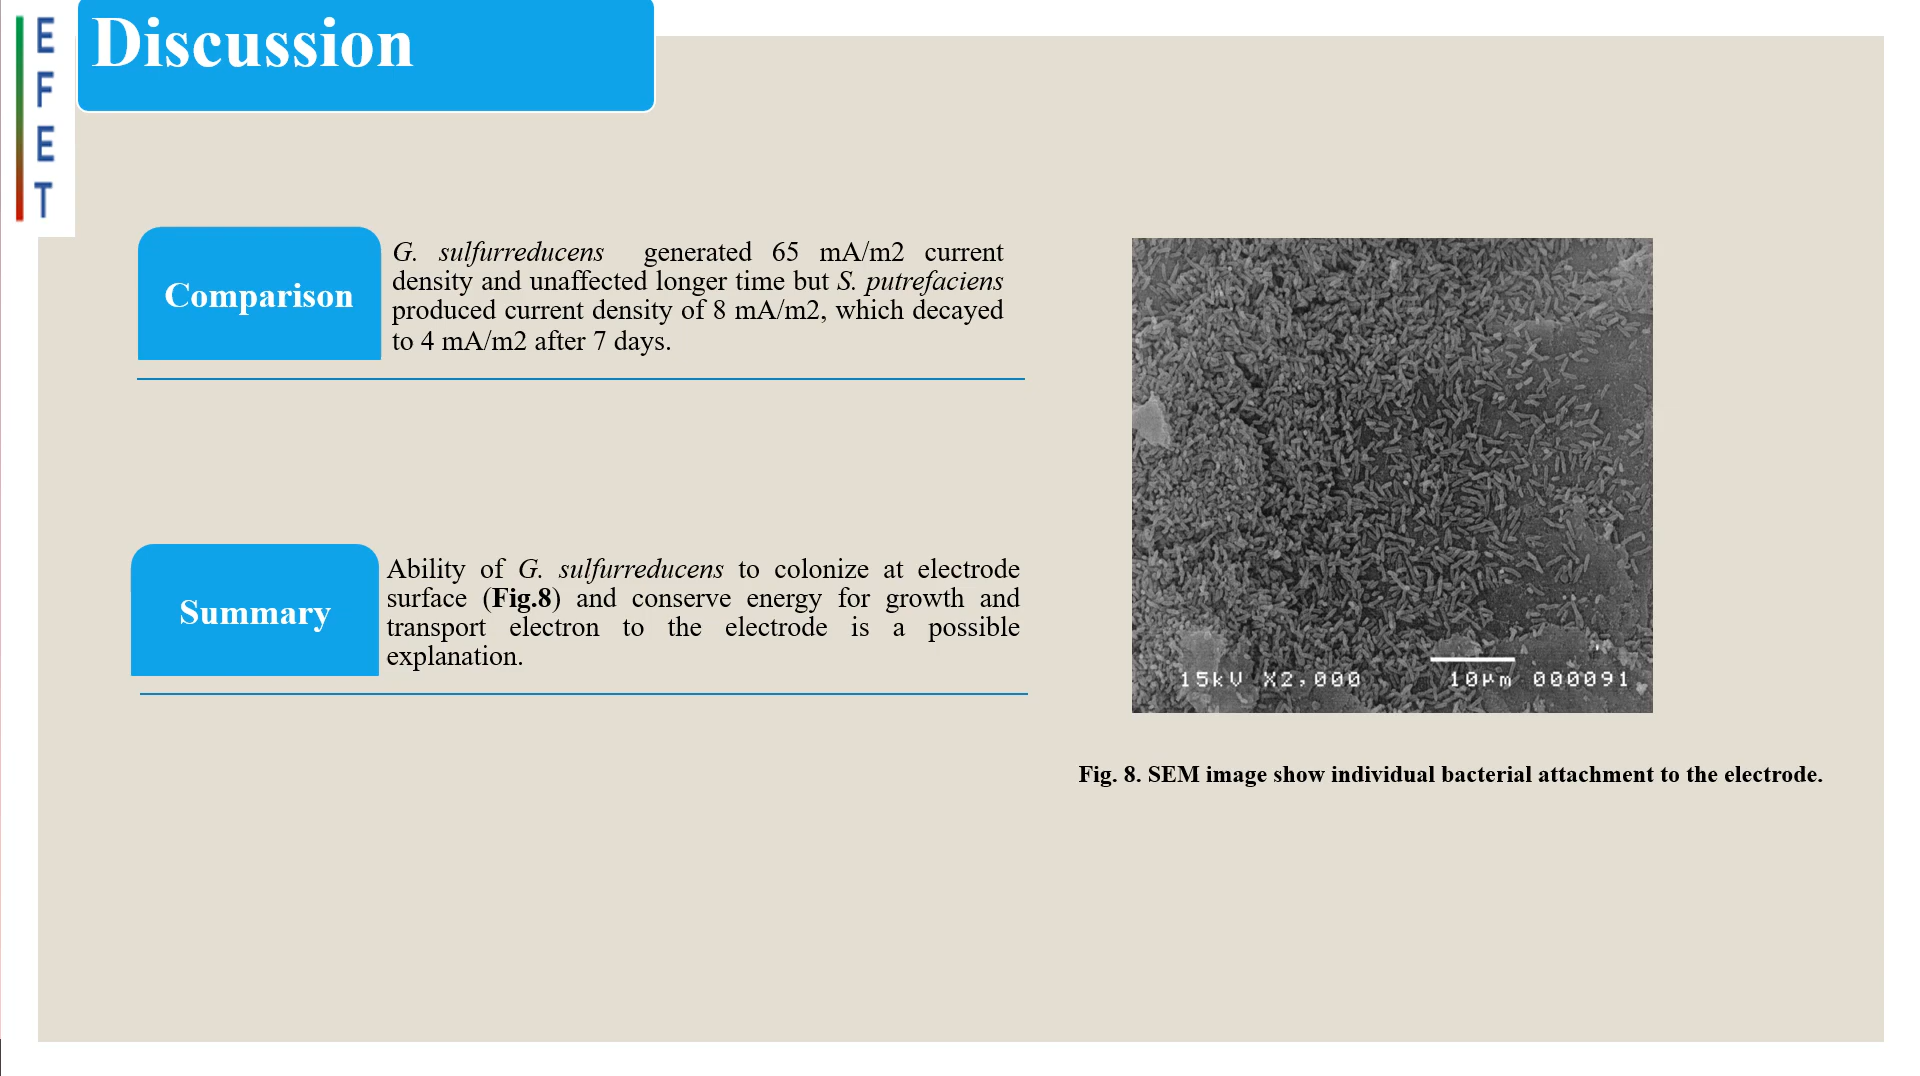 E
F
E
T
Discussion
Comparison
G. sulfurreducens generated 65 mA/m2 current
density and unaffected longer time but S. putrefaciens
produced current density of 8 mA/m2, which decayed
to 4 mA/m2 after 7 days.
Summary
Ability of G. sulfurreducens to colonize at electrode
surface (Fig.8) and conserve energy for growth and
transport electron to the electrode is a possible
explanation.
15kV X2,000 10µm 000091
Fig. 8. SEM image show individual bacterial attachment to the electrode.